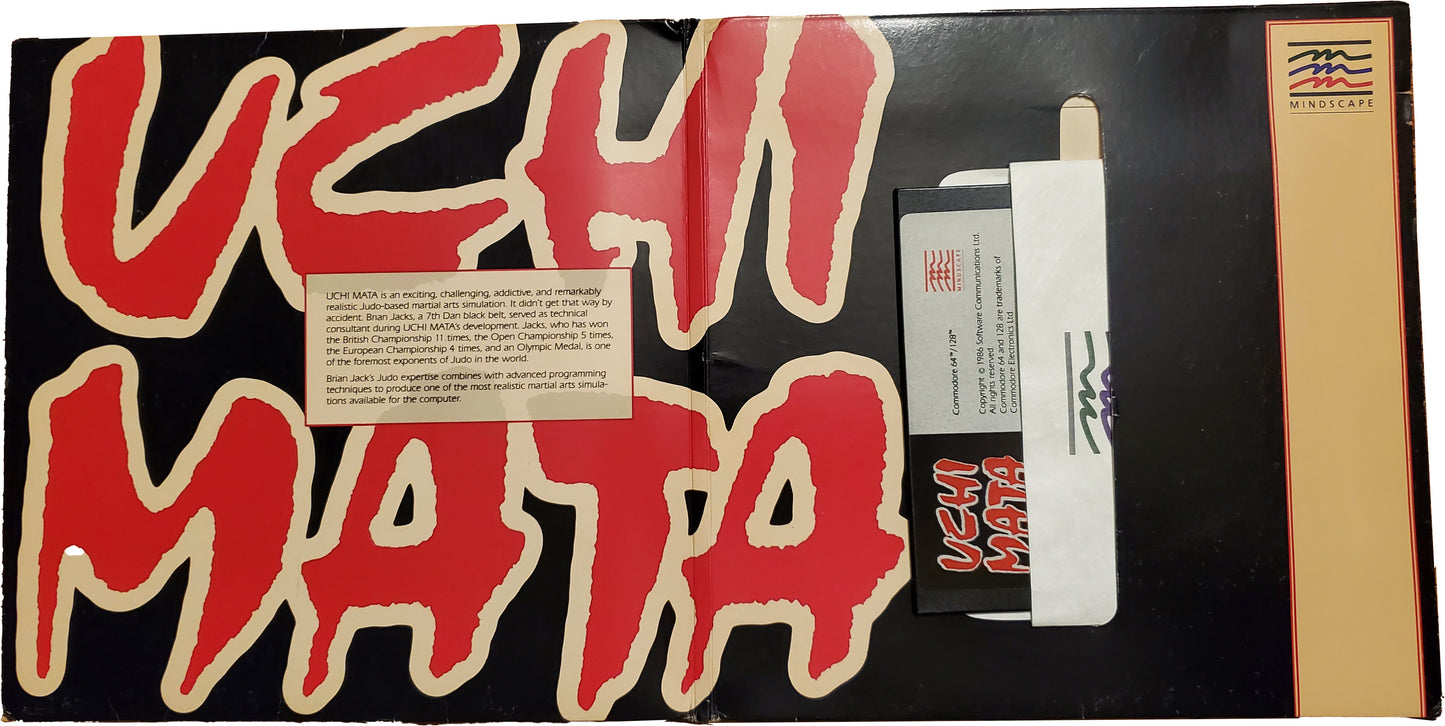 UCHI
MATA
UCHI MATA is an exciting, challenging, addictive, and remarkably
realistic Judo-based martial arts simulation. It didn't get that way by
accident. Brian Jacks, a 7th Dan black belt, served as technical
consultant during UCHI MATA's development. Jacks, who has won
the British Championship 11 times, the Open Championship 5 times,
the European Championship 4 times, and an Olympic Medal, is one
of the foremost exponents of Judo in the world.
Brian Jack's Judo expertise combines with advanced programming
techniques to produce one of the most realistic martial arts simula-
tions available for the computer.
MINDSCAPE
Commodore 64™/128™
Copyright © 1986 Software Communications Ltd.
All rights reserved.
Commodore 64 and 128 are trademarks of
Commodore Electronics Ltd.
UCHI
MATA
MINDSCAPE